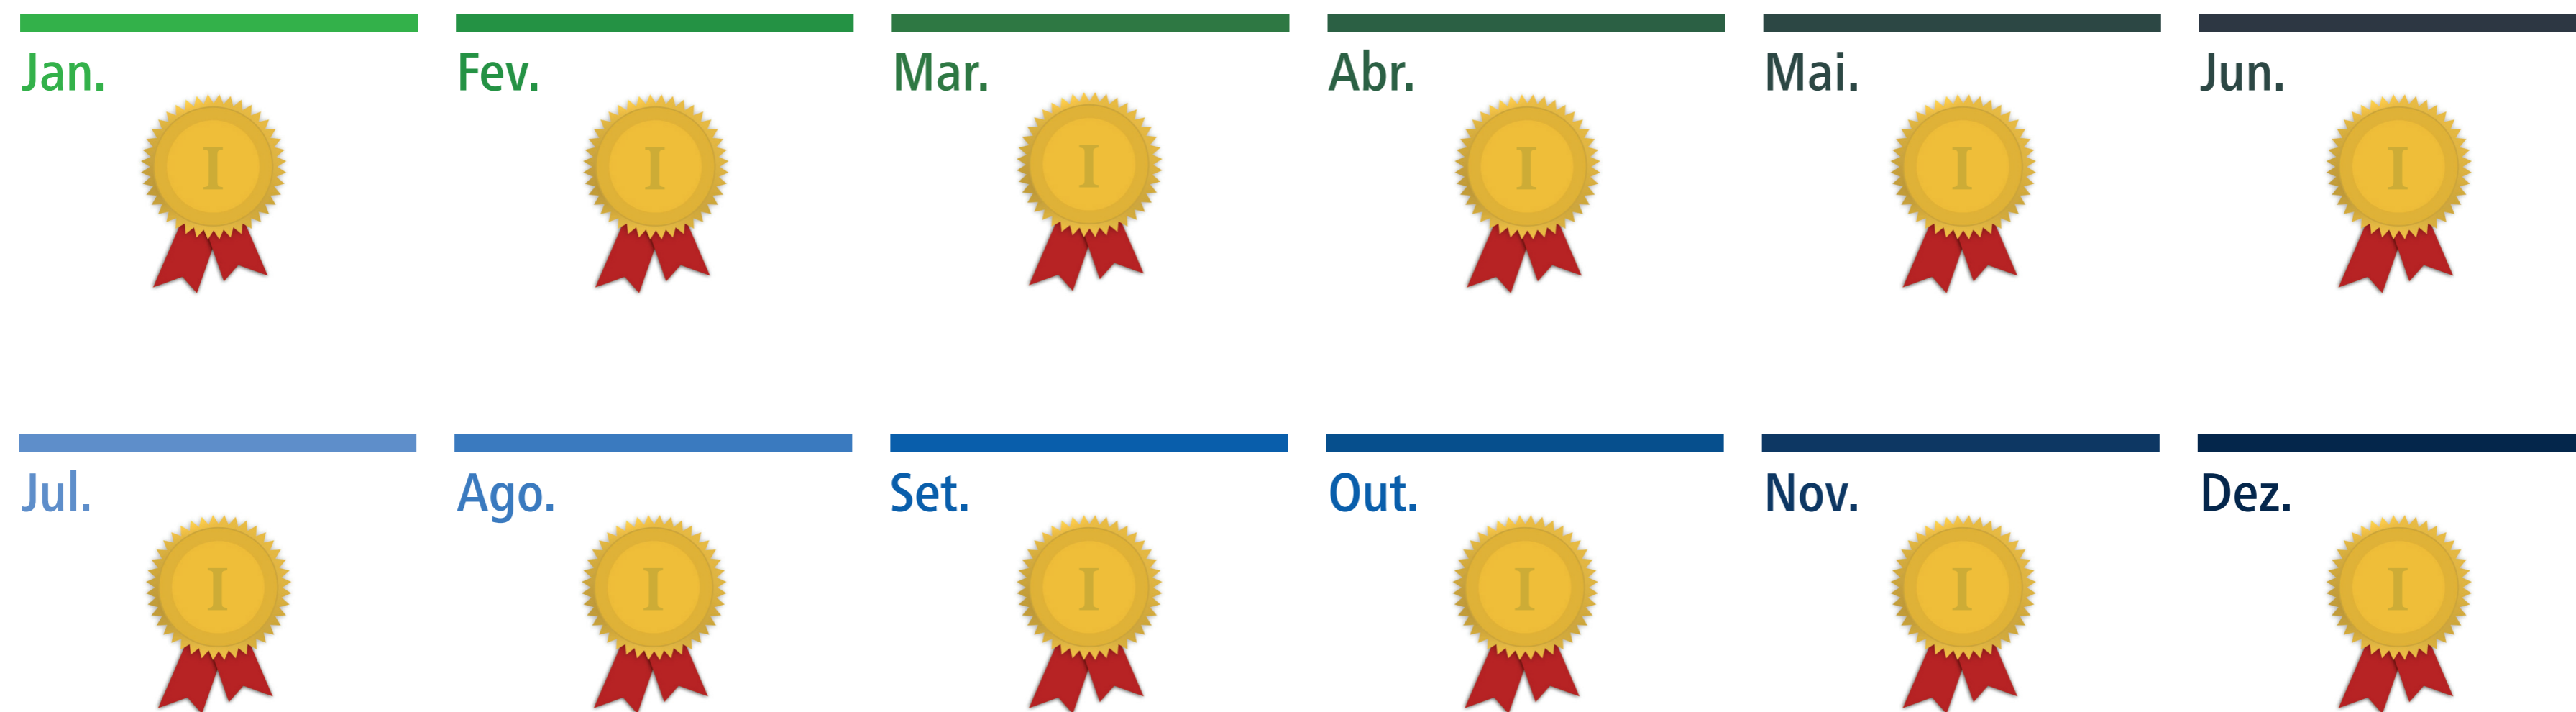 Jan. Fev. Mar. Abr. Mai. Jun.
I I I I I I
Jul. Ago. Set. Out. Nov. Dez.
I I I I I I